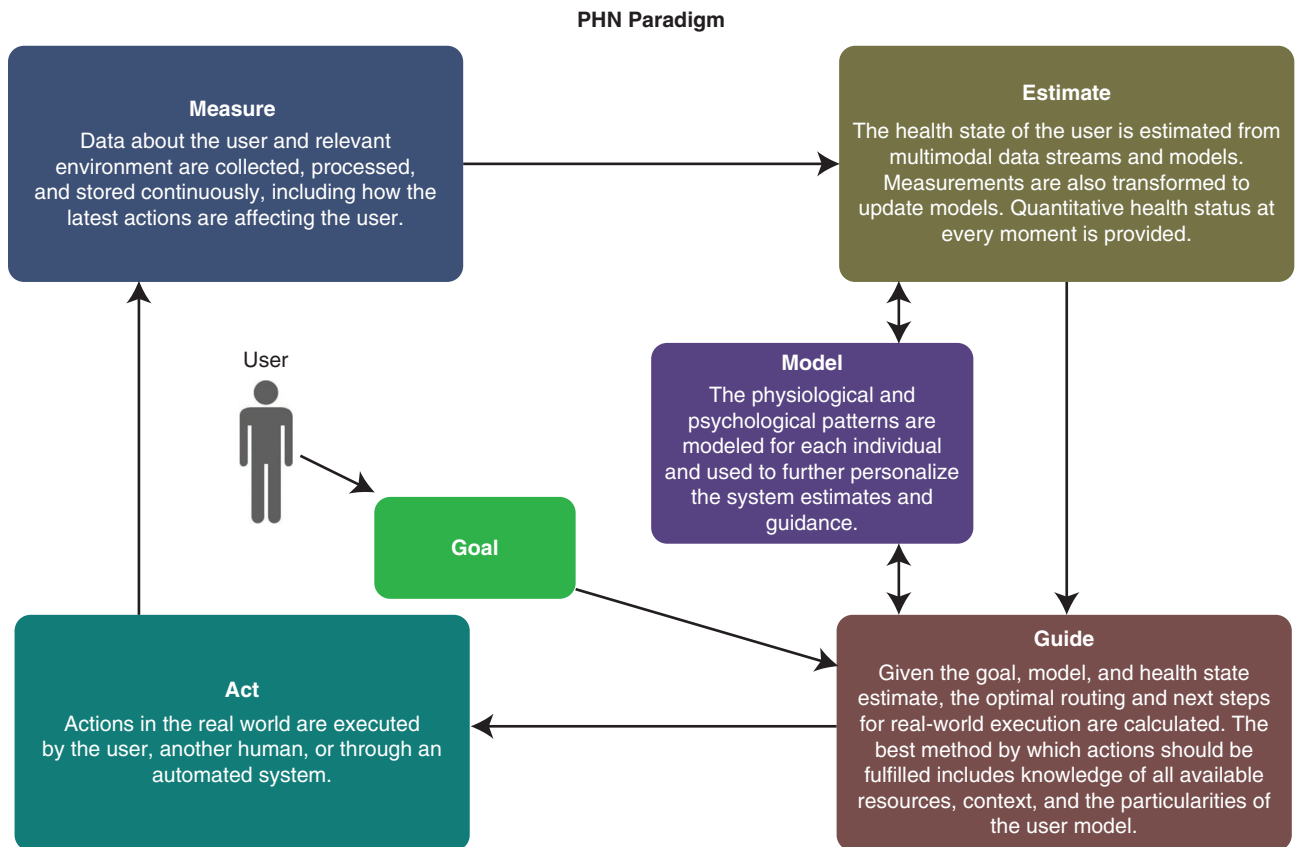 PHN Paradigm
Measure
Data about the user and relevant
environment are collected, processed,
and stored continuously, including how the
latest actions are affecting the user.
Estimate
The health state of the user is estimated from
multimodal data streams and models.
Measurements are also transformed to
update models. Quantitative health status at
every moment is provided.
User
Model
The physiological and
psychological patterns are
modeled for each individual
and used to further personalize
the system estimates and
guidance.
Goal
Act
Actions in the real world are executed
by the user, another human, or through an
automated system.
Guide
Given the goal, model, and health state
estimate, the optimal routing and next steps
for real-world execution are calculated. The
best method by which actions should be
fulfilled includes knowledge of all available
resources, context, and the particularities of
the user model.